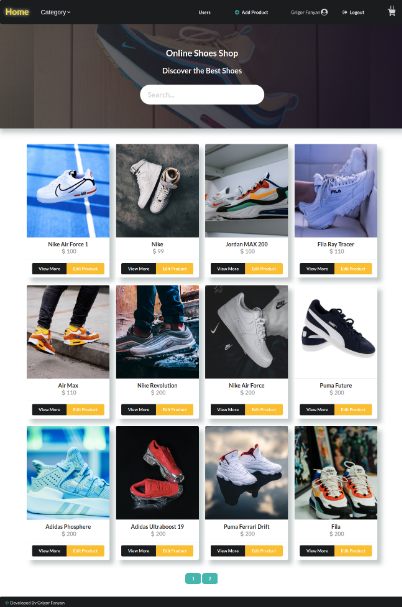 Home
Category
Users
Add Product
Grigor Fanyan
Logout
Online Shoes Shop
Discover the Best Shoes
Search...
Nike Air Force 1
$ 100
View More
Edit Product
Nike
$ 99
View More
Edit Product
Jordan MAX 200
$ 100
View More
Edit Product
Fila Ray Tracer
$ 110
View More
Edit Product
Air Max
$ 110
View More
Edit Product
Nike Revolution
$ 200
View More
Edit Product
Nike Air Force
$ 200
View More
Edit Product
Puma Future
$ 200
View More
Edit Product
Adidas Phosphere
$ 200
View More
Edit Product
Adidas Ultraboost 19
$ 200
View More
Edit Product
Puma Ferrari Drift
$ 200
View More
Edit Product
Fila
$ 200
View More
Edit Product
1
2
© Developed By Grigor Fanyan